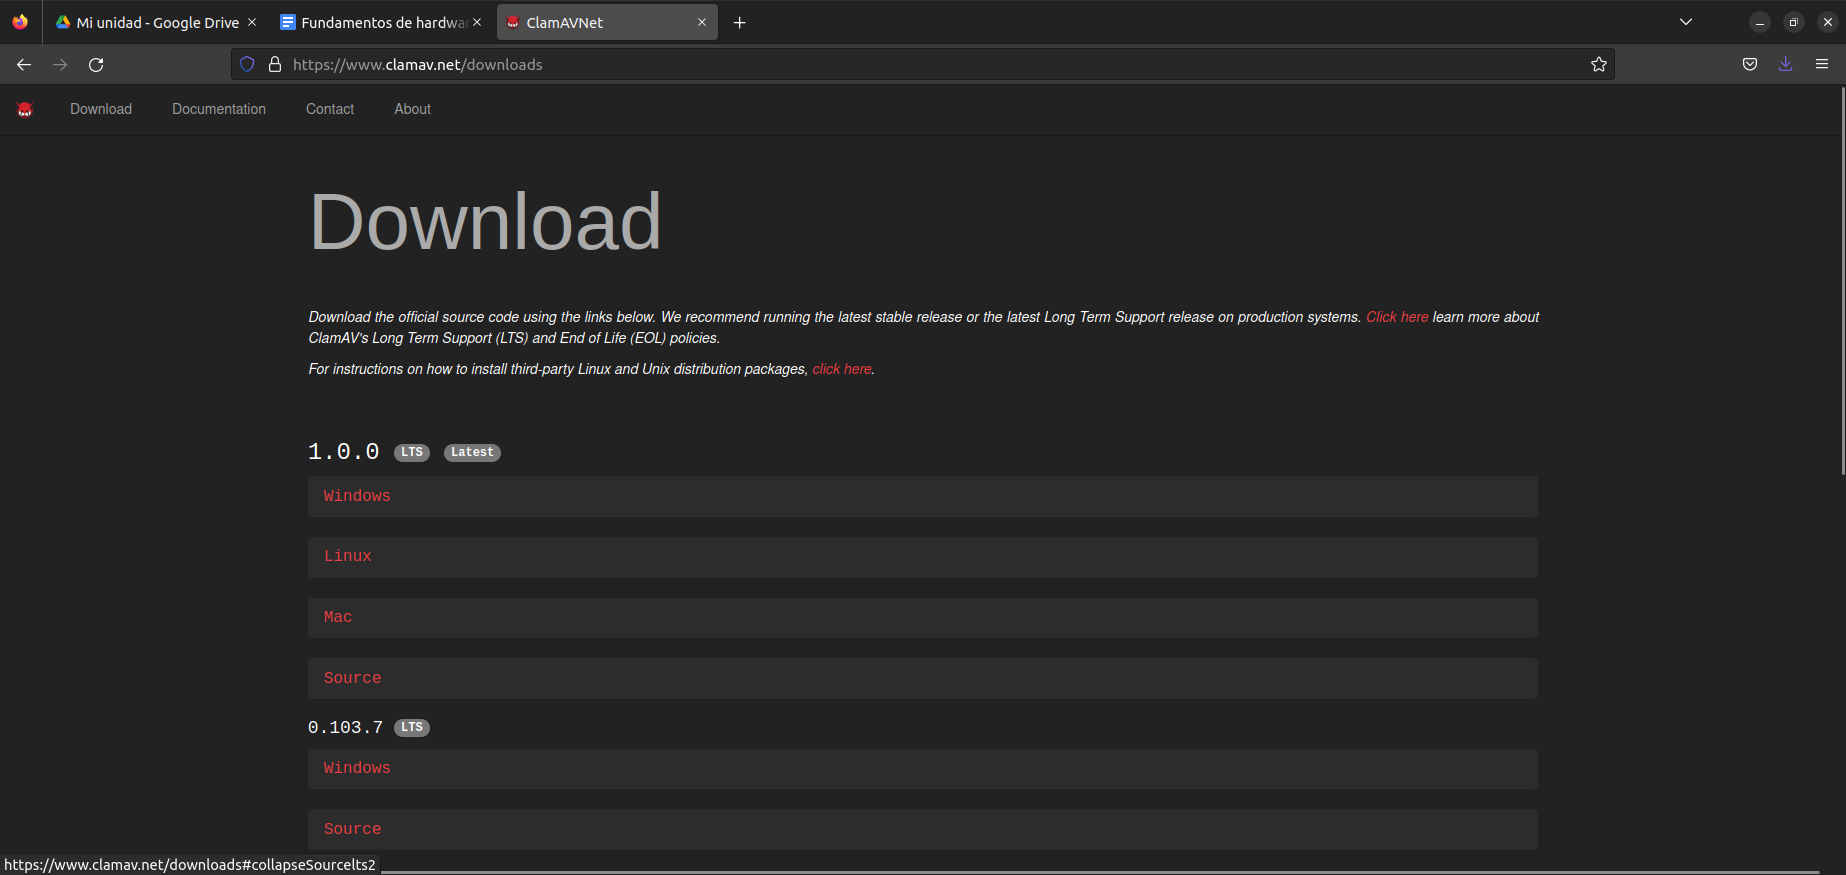 Mi unidad - Google Drive
Fundamentos de hardwa
ClamAVNet
https://www.clamav.net/downloads
Download
Documentation
Contact
About
Download
Download the official source code using the links below. We recommend running the latest stable release or the latest Long Term Support release on production systems. Click here learn more about
ClamAV's Long Term Support (LTS) and End of Life (EOL) policies.
For instructions on how to install third-party Linux and Unix distribution packages, click here.
1.0.0 LTS Latest
Windows
Linux
Mac
Source
0.103.7 LTS
Windows
Source
https://www.clamav.net/downloads#collapseSourcelts2